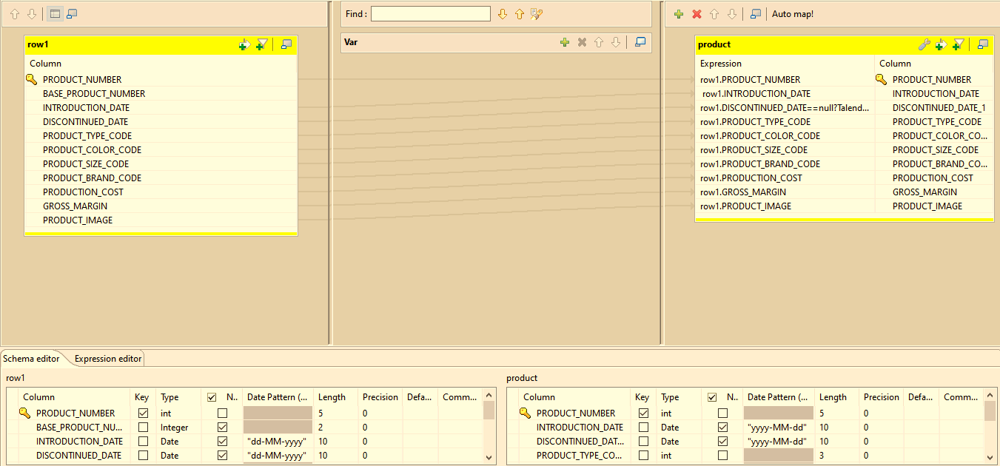 Find :
Auto map!
row1
Column
PRODUCT_NUMBER
BASE_PRODUCT_NUMBER
INTRODUCTION_DATE
DISCONTINUED_DATE
PRODUCT_TYPE_CODE
PRODUCT_COLOR_CODE
PRODUCT_SIZE_CODE
PRODUCT_BRAND_CODE
PRODUCTION_COST
GROSS_MARGIN
PRODUCT_IMAGE
Var
product
Expression Column
row1.PRODUCT_NUMBER PRODUCT_NUMBER
row1.INTRODUCTION_DATE INTRODUCTION_DATE
row1.DISCONTINUED_DATE==null?Talend... DISCONTINUED_DATE_1
row1.PRODUCT_TYPE_CODE PRODUCT_TYPE_CODE
row1.PRODUCT_COLOR_CODE PRODUCT_COLOR_CO...
row1.PRODUCT_SIZE_CODE PRODUCT_SIZE_CODE
row1.PRODUCT_BRAND_CODE PRODUCT_BRAND_CO...
row1.PRODUCTION_COST PRODUCTION_COST
row1.GROSS_MARGIN GROSS_MARGIN
row1.PRODUCT_IMAGE PRODUCT_IMAGE
Schema editor Expression editor
row1
Column Key Type N.. Date Pattern (... Length Precision Defa... Comm...
PRODUCT_NUMBER int 5 0
BASE_PRODUCT_NU... Integer 2 0
INTRODUCTION_DATE Date "dd-MM-yyyy" 10 0
DISCONTINUED_DATE Date "dd-MM-yyyy" 10 0
product
Column Key Type N.. Date Pattern (... Length Precision Defa... Comm...
PRODUCT_NUMBER int 5 0
INTRODUCTION_DATE Date "yyyy-MM-dd" 10 0
DISCONTINUED_DAT... Date "yyyy-MM-dd" 10 0
PRODUCT_TYPE_CO... int 3 0